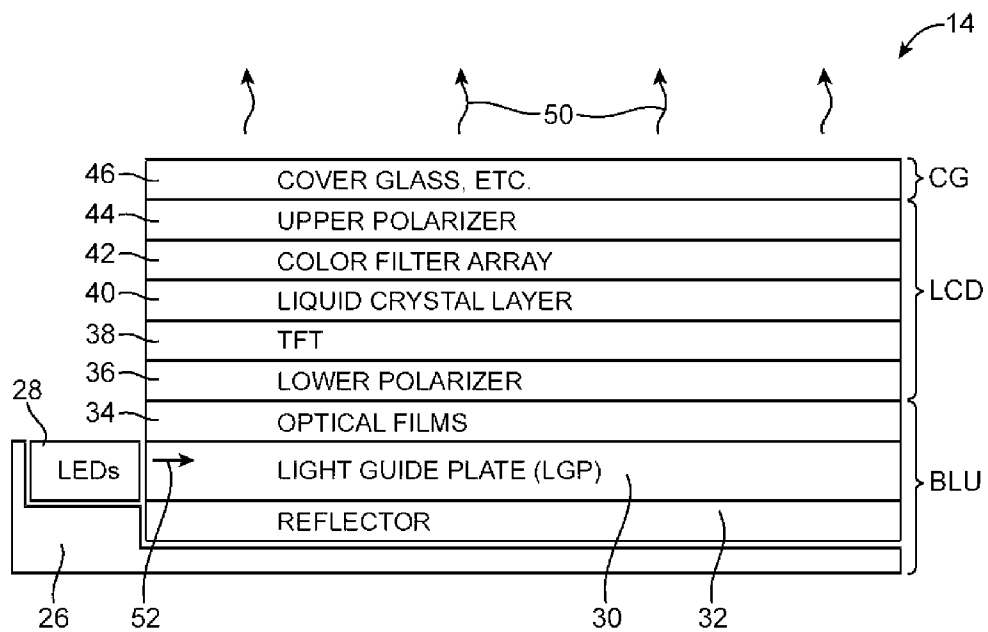 14
50
46 COVER GLASS, ETC. CG
44 UPPER POLARIZER
42 COLOR FILTER ARRAY
40 LIQUID CRYSTAL LAYER LCD
38 TFT
36 LOWER POLARIZER
28
34 OPTICAL FILMS
LEDs LIGHT GUIDE PLATE (LGP) BLU
REFLECTOR
26 52 30 32